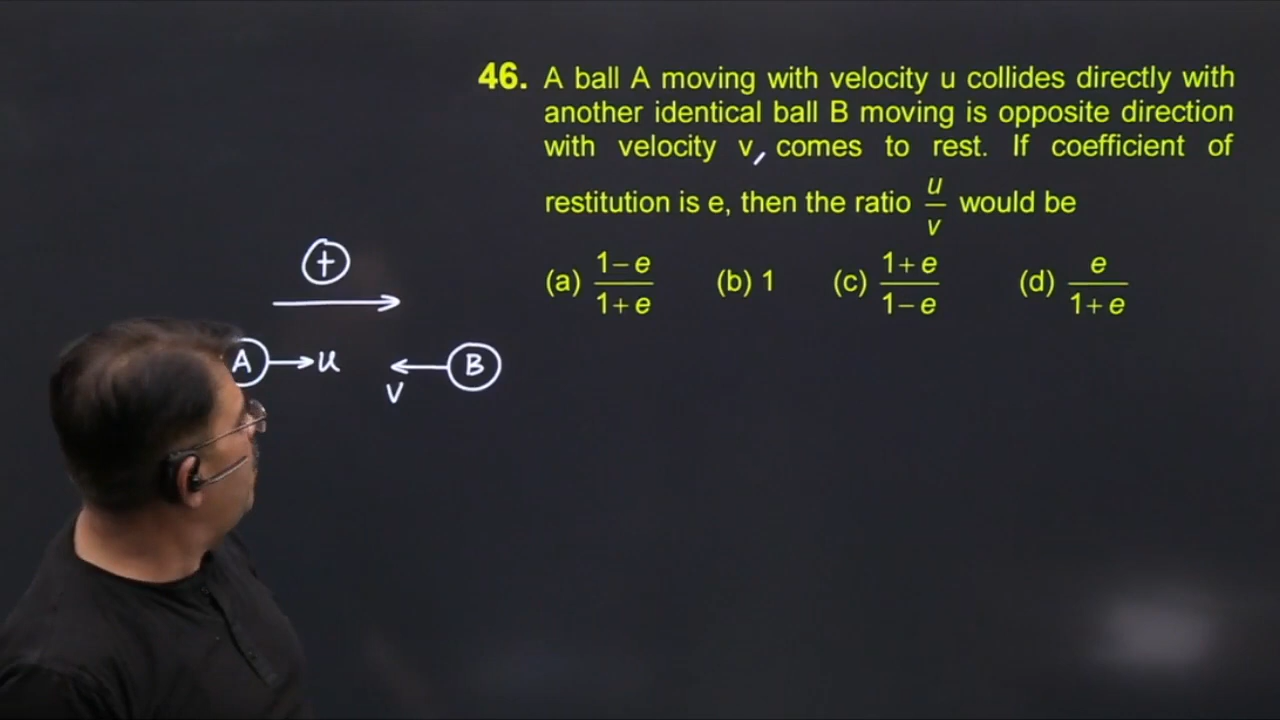 46. A ball A moving with velocity u collides directly with
another identical ball B moving is opposite direction
with velocity v, comes to rest. If coefficient of
restitution is e, then the ratio u/v would be
(a) 1−e/1+e (b) 1 (c) 1+e/1−e (d) e/1+e
+
A → u ← B
v